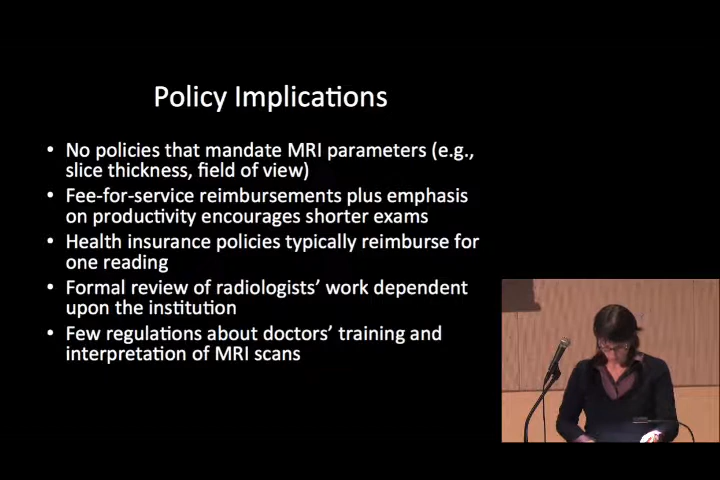 Policy Implications
• No policies that mandate MRI parameters (e.g.,
slice thickness, field of view)
• Fee-for-service reimbursements plus emphasis
on productivity encourages shorter exams
• Health insurance policies typically reimburse for
one reading
• Formal review of radiologists’ work dependent
upon the institution
• Few regulations about doctors’ training and
interpretation of MRI scans